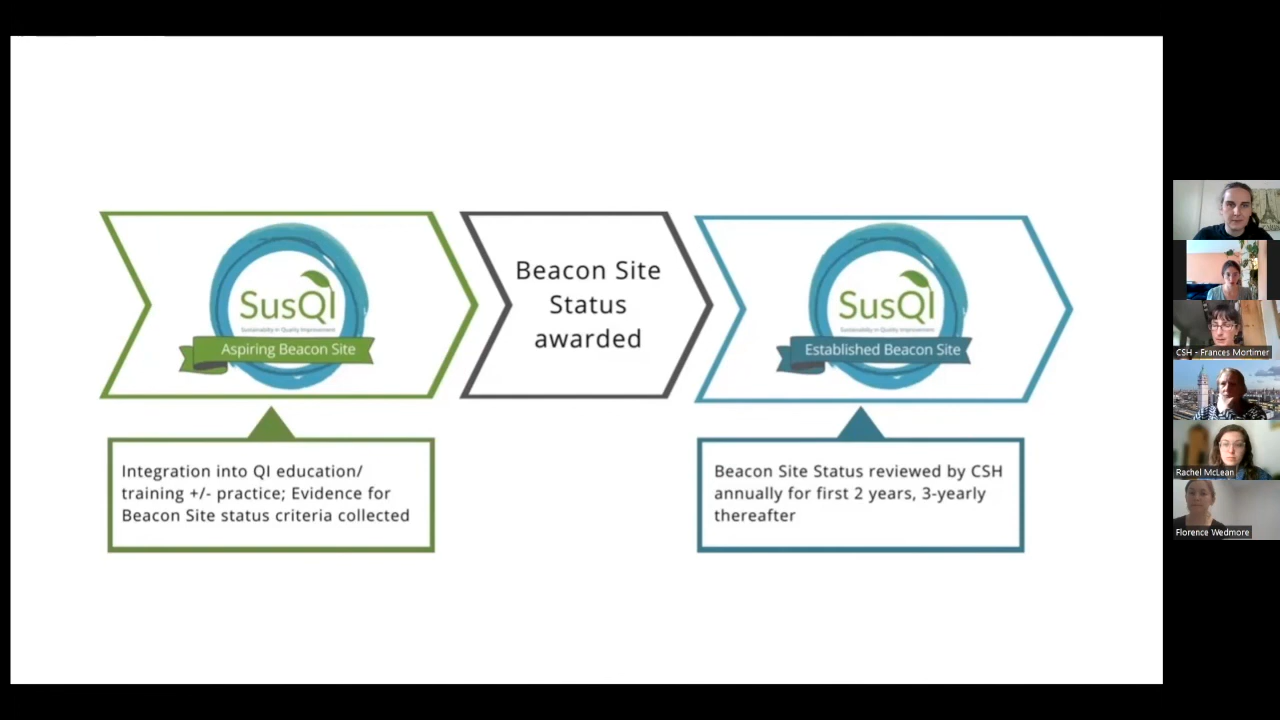 SusQI
Sustainability in Quality Improvement
Aspiring Beacon Site
Beacon Site
Status
awarded
SusQI
Sustainability in Quality Improvement
Established Beacon Site
Integration into QI education/
training +/- practice; Evidence for
Beacon Site status criteria collected
Beacon Site Status reviewed by CSH
annually for first 2 years, 3-yearly
thereafter
CSH - Frances Mortimer
Rachel McLean
Florence Wedmore